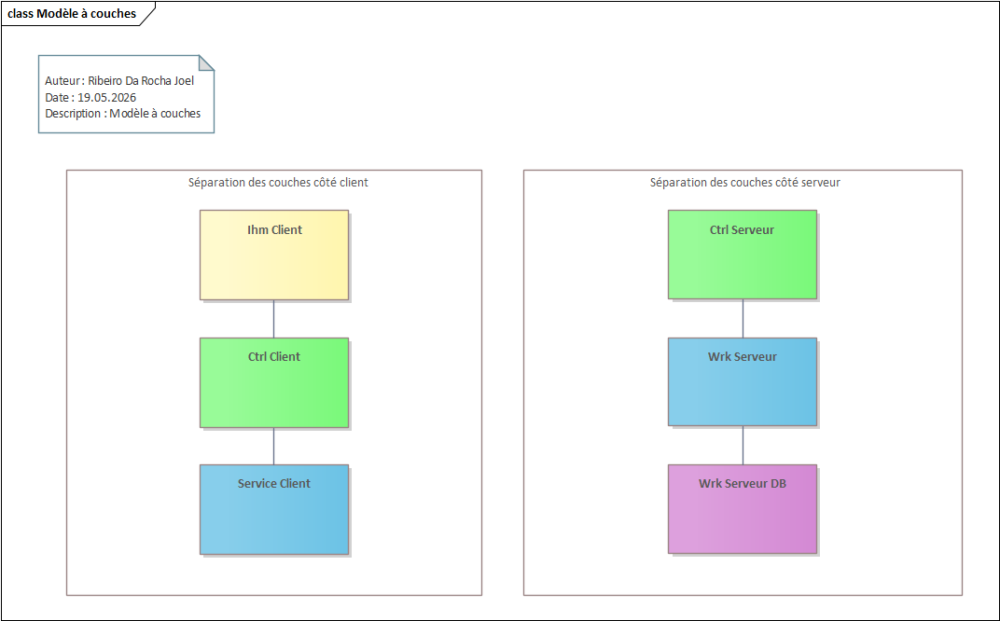 class Modèle à couches
Auteur : Ribeiro Da Rocha Joel
Date : 19.05.2026
Description : Modèle à couches
Séparation des couches côté client
Ihm Client
Ctrl Client
Service Client
Séparation des couches côté serveur
Ctrl Serveur
Wrk Serveur
Wrk Serveur DB